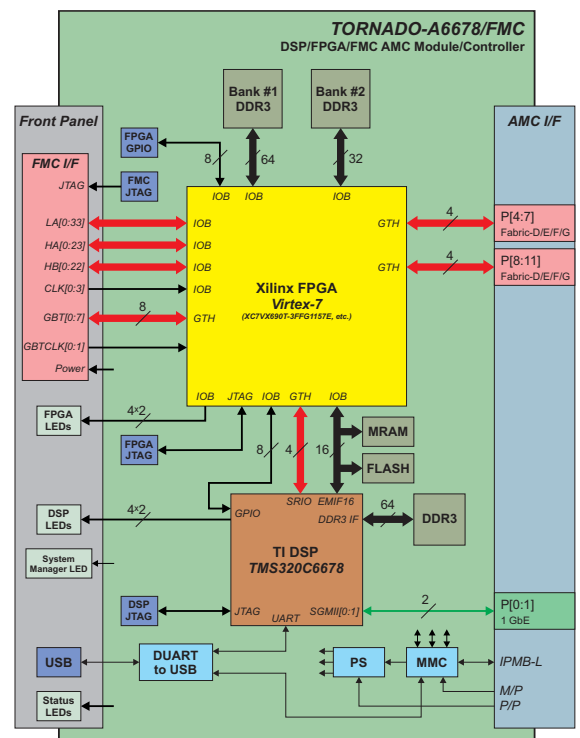 TORNADO-A6678/FMC
DSP/FPGA/FMC AMC Module/Controller
Bank #1
DDR3
Bank #2
DDR3
Front Panel
AMC I/F
FPGA
GPIO
8
64
32
FMC I/F
JTAG
FMC
JTAG
IOB
IOB
IOB
LA[0:33]
IOB
GTH
4
P[4:7]
Fabric-D/E/F/G
HA[0:23]
IOB
HB[0:22]
IOB
GTH
4
P[8:11]
Fabric-D/E/F/G
CLK[0:3]
IOB
Xilinx FPGA
Virtex-7
(XC7VX690T-3FFG1157E, etc.)
GBT[0:7]
8
GTH
GBTCLK[0:1]
Power
IOB
JTAG
IOB
GTH
IOB
FPGA
LEDs
4x2
FPGA
JTAG
8
4
16
MRAM
FLASH
SRIO
EMIF16
DSP
LEDs
4x2
GPIO
DDR3 IF
64
DDR3
TI DSP
TMS320C6678
System
Manager LED
DSP
JTAG
JTAG
UART
SGMII[0:1]
2
P[0:1]
1 GbE
USB
DUART
to USB
PS
MMC
IPMB-L
M/P
P/P
Status
LEDs